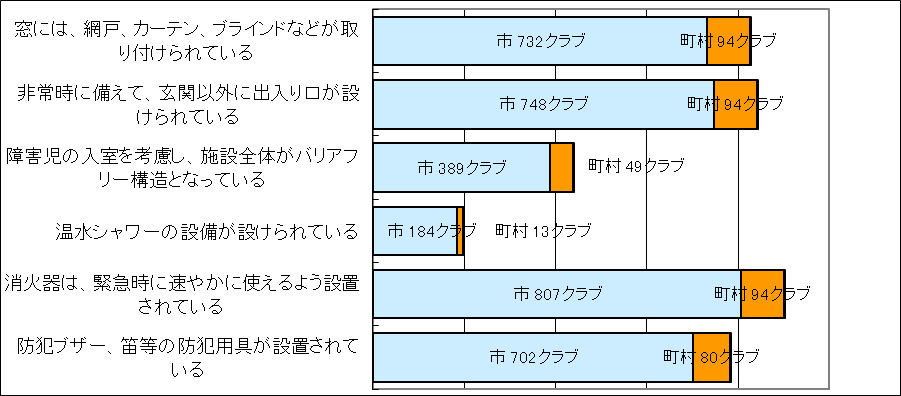 窓には、網戸、カーテン、ブラインドなどが取
り付けられている
市 732クラブ
町村 94クラブ
非常時に備えて、玄関以外に出入り口が設
けられている
市 748クラブ
町村 94クラブ
障害児の入室を考慮し、施設全体がバリアフ
リー構造となっている
市 389クラブ
町村 49クラブ
温水シャワーの設備が設けられている
市 184クラブ
町村 13クラブ
消火器は、緊急時に速やかに使えるよう設置
されている
市 807クラブ
町村 94クラブ
防犯ブザー、笛等の防犯用具が設置されて
いる
市 702クラブ
町村 80クラブ